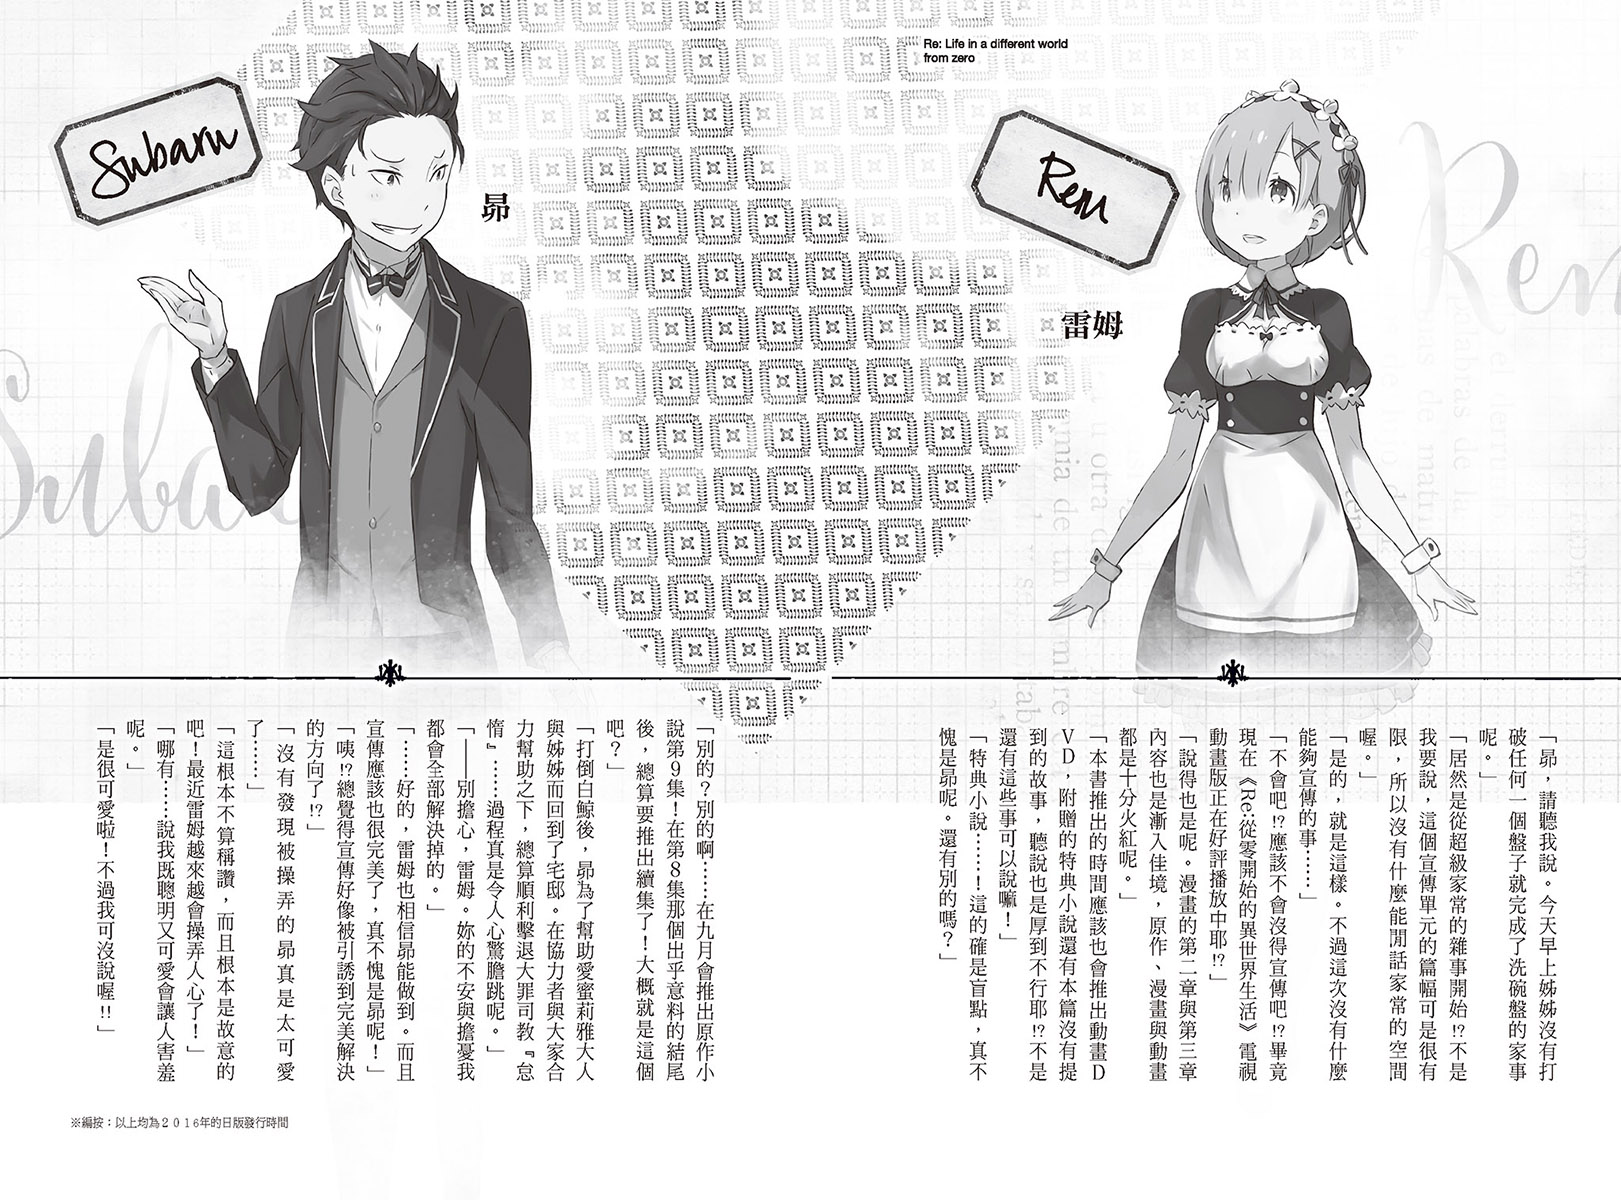 Re: Life in a different world
from zero
Rem
雷姆
Subaru
昴
Rem
Subaru
「昴，請聽我說。今天早上姊姊沒有打
破任何一個盤子就完成了洗碗盤的家事
呢。」
「居然是從超級家常的雜事開始!?不是
我要說，這個宣傳單元的篇幅可是很有
限，所以沒有什麼能閒話家常的空間
喔。」
「是的，就是這樣。不過這次沒有什麼
能夠宣傳的事⋯⋯」
「不會吧!?應該不會沒得宣傳吧!?畢竟
現在《Re:從零開始的異世界生活》電視
動畫版正在好評播放中耶!?」
「說得也是呢。漫畫的第二章與第三章
內容也是漸入佳境，原作、漫畫與動畫
都是十分火紅呢。」
「本書推出的時間應該也會推出動畫D
VD，附贈的特典小說還有本篇沒有提
到的故事，聽說也是厚到不行耶!?不是
還有這些事可以說嘛！」
「特典小說⋯⋯！這的確是盲點，真不
愧是昴呢。還有別的嗎？」
「別的？別的啊⋯⋯在九月會推出原作小
說第9集！在第8集那個出乎意料的結尾
後，總算要推出續集了！大概就是這個
吧？」
「打倒白鯨後，昴為了幫助愛蜜莉雅大人
與姊姊而回到了宅邸。在協力者與大家合
力幫助之下，總算順利擊退大罪司教『怠
惰』⋯⋯過程真是令人心驚膽跳呢。」
「──別擔心，雷姆。妳的不安與擔憂我
都會全部解決掉的。」
「⋯⋯好的，雷姆也相信昴能做到。而且
宣傳應該也很完美了，真不愧是昴呢！」
「咦!?總覺得宣傳好像被引誘到完美解決
的方向了!?」
「沒有發現被操弄的昴真是太可愛
了⋯⋯」
「這根本不算稱讚，而且根本是故意的
吧！最近雷姆越來越會操弄人心了！」
「哪有⋯⋯說我既聰明又可愛會讓人害羞
呢。」
「是很可愛啦！不過我可沒說喔!!」
※編按：以上均為２０１６年的日版發行時間